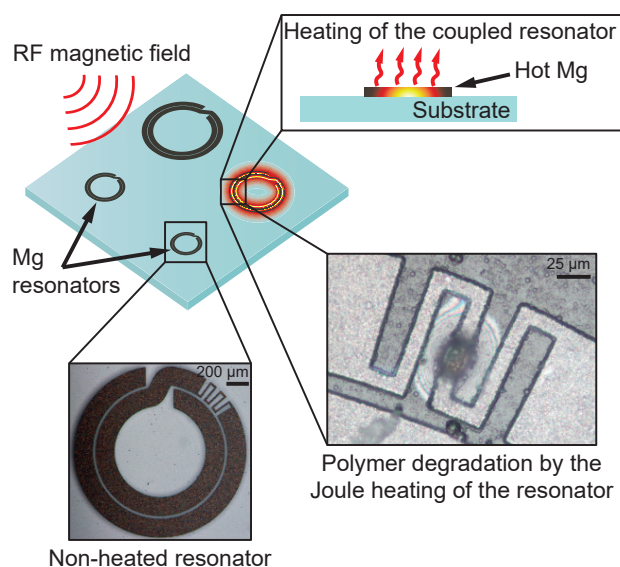 Heating of the coupled resonator
RF magnetic field
Hot Mg
Substrate
Mg
resonators
25 µm
200 µm
Polymer degradation by the
Joule heating of the resonator
Non-heated resonator